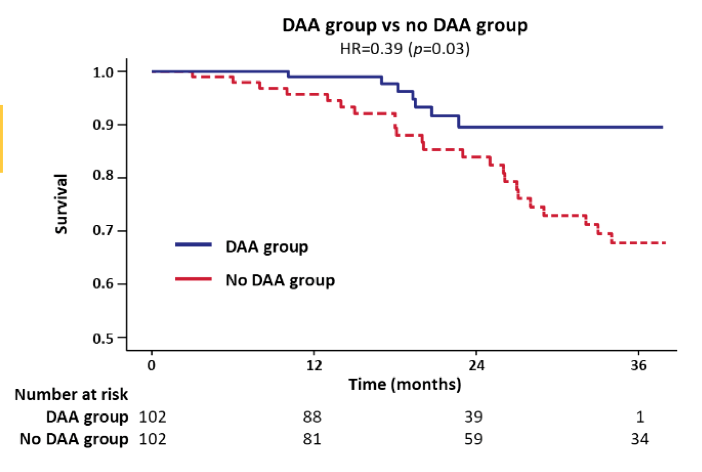 DAA group vs no DAA group
HR=0.39 (p=0.03)
1.0
0.9
0.8
0.7
0.6
0.5
Survival
DAA group
No DAA group
0 12 24 36
Time (months)
Number at risk
DAA group 102 88 39 1
No DAA group 102 81 59 34